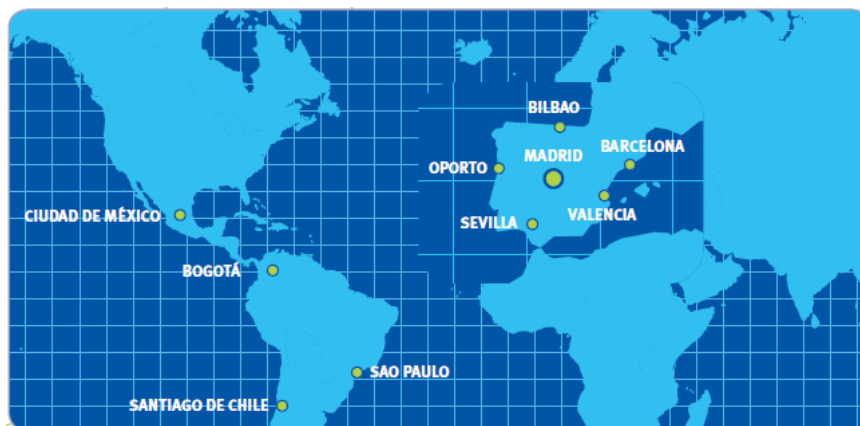 BILBAO
BARCELONA
MADRID
OPORTO
VALENCIA
SEVILLA
CIUDAD DE MÉXICO
BOGOTÁ
SAO PAULO
SANTIAGO DE CHILE